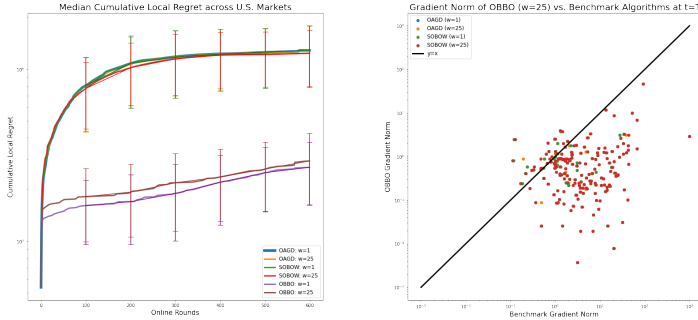 Median Cumulative Local Regret across U.S. Markets
Cumulative Local Regret
0
100
200
300
400
500
600
Online Rounds
OAGD: w=1
OAGD: w=25
SOBOW: w=1
SOBOW: w=25
OBBO: w=1
OBBO: w=25
Gradient Norm of OBBO (w=25) vs. Benchmark Algorithms at t=
OBBO Gradient Norm
OAGD (w=1)
OAGD (w=25)
SOBOW (w=1)
SOBOW (w=25)
y=x
Benchmark Gradient Norm